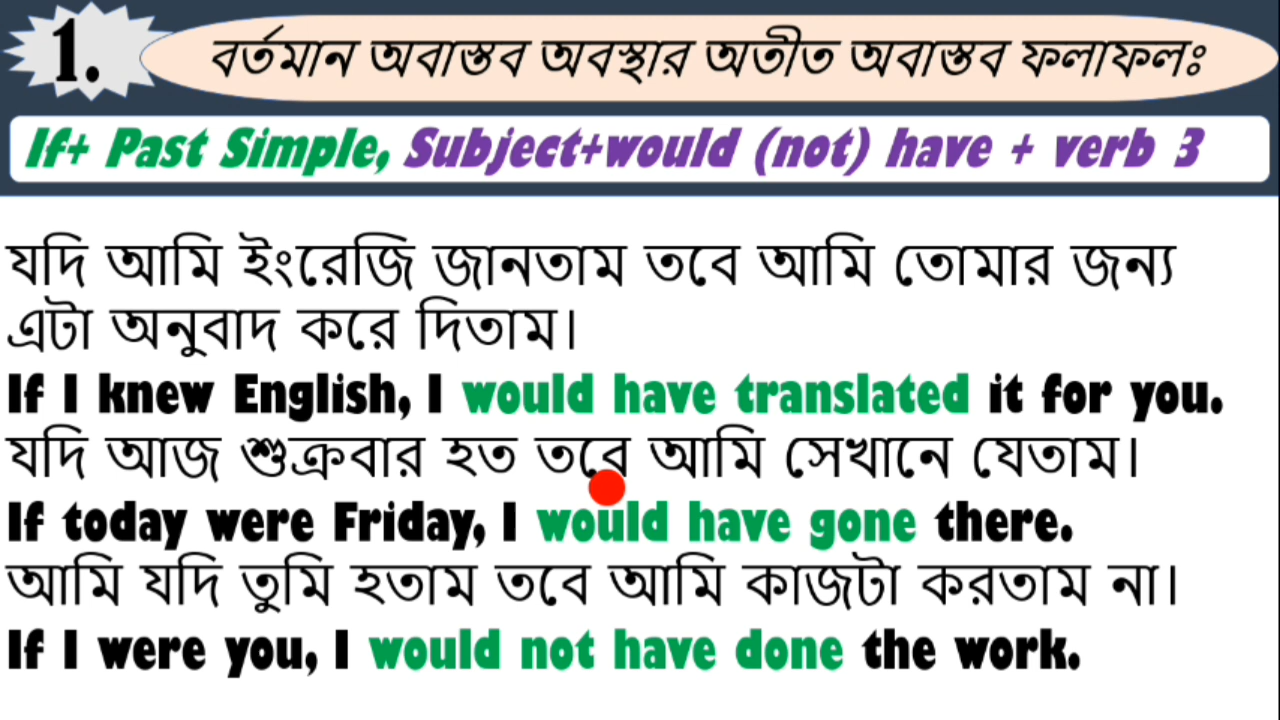 1.
বর্তমান অবাস্তব অবস্থার অতীত অবাস্তব ফলাফলঃ
If+ Past Simple, Subject+would (not) have + verb 3
যদি আমি ইংরেজি জানতাম তবে আমি তোমার জন্য
এটা অনুবাদ করে দিতাম।
If I knew English, I would have translated it for you.
যদি আজ শুক্রবার হত তবে আমি সেখানে যেতাম।
If today were Friday, I would have gone there.
আমি যদি তুমি হতাম তবে আমি কাজটা করতাম না।
If I were you, I would not have done the work.